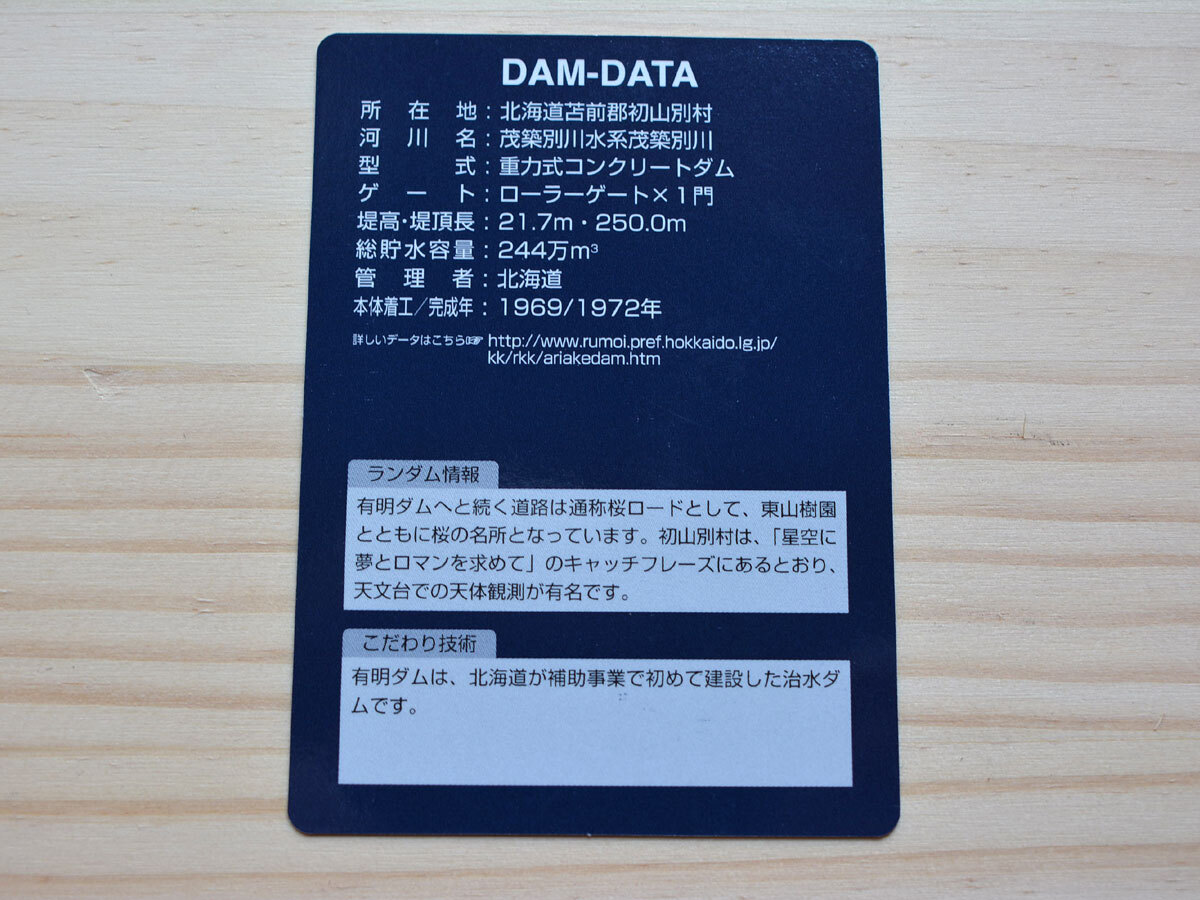 DAM-DATA
所在地：北海道苫前郡初山別村
河川名：茂築別川水系茂築別川
型式：重力式コンクリートダム
ゲート：ローラーゲート×1門
堤高・堤頂長：21.7m・250.0m
総貯水容量：244万m³
管理者：北海道
本体着工／完成年：1969/1972年
詳しいデータはこちら☞ http://www.rumoi.pref.hokkaido.lg.jp/
kk/rkk/ariakedam.htm
ランダム情報
有明ダムへと続く道路は通称桜ロードとして、東山樹園
とともに桜の名所となっています。初山別村は、「星空に
夢とロマンを求めて」のキャッチフレーズにあるとおり、
天文台での天体観測が有名です。
こだわり技術
有明ダムは、北海道が補助事業で初めて建設した治水ダ
ムです。